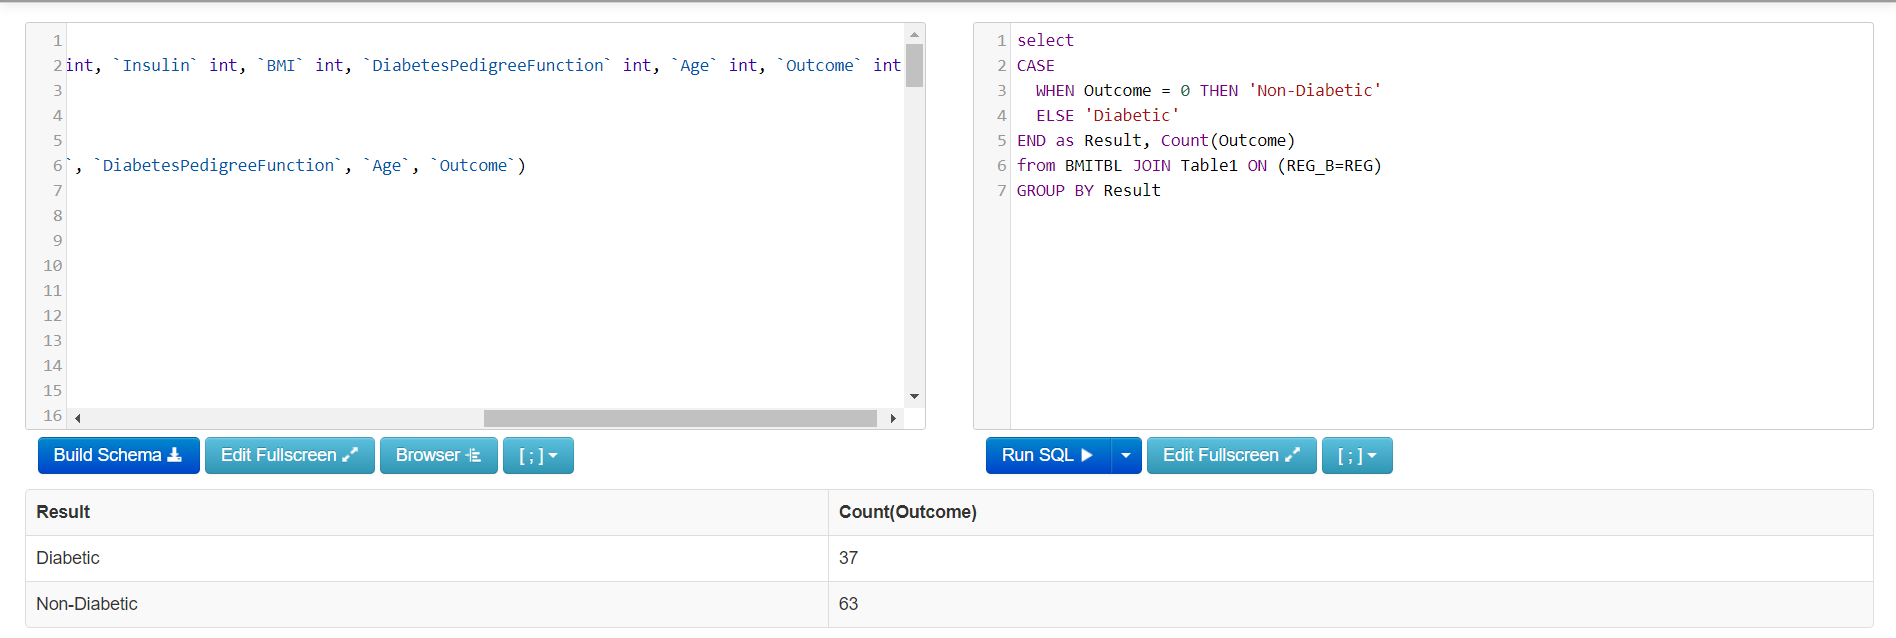 1
2 int, `Insulin` int, `BMI` int, `DiabetesPedigreeFunction` int, `Age` int, `Outcome` int
3
4
5
6 `, `DiabetesPedigreeFunction`, `Age`, `Outcome`)
7
8
9
10
11
12
13
14
15
16
Build Schema
Edit Fullscreen
Browser
[ ; ]
1 select
2 CASE
3   WHEN Outcome = 0 THEN 'Non-Diabetic'
4   ELSE 'Diabetic'
5 END as Result, Count(Outcome)
6 from BMITBL JOIN Table1 ON (REG_B=REG)
7 GROUP BY Result
Run SQL
Edit Fullscreen
[ ; ]
Result Count(Outcome)
Diabetic 37
Non-Diabetic 63